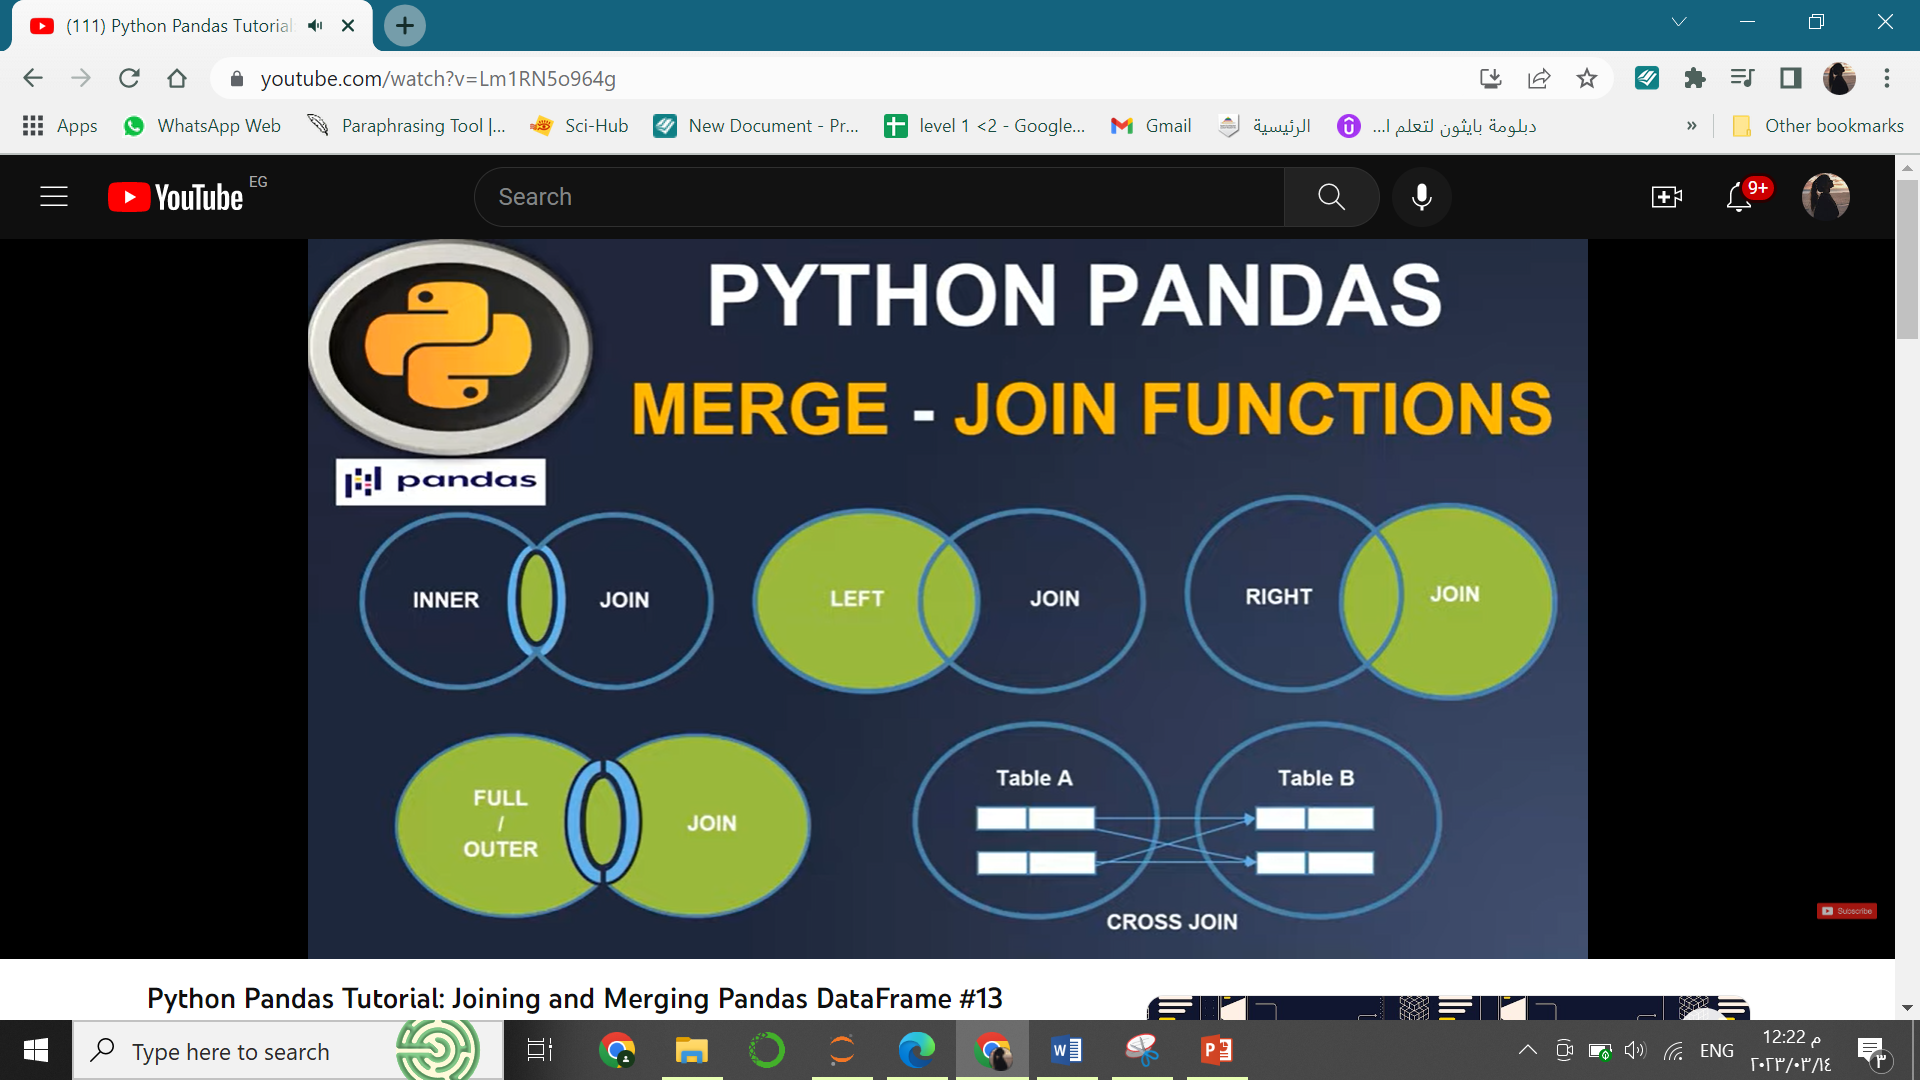 (111) Python Pandas Tutorial
youtube.com/watch?v=Lm1RN5o964g
Apps
WhatsApp Web
Paraphrasing Tool |...
Sci-Hub
New Document - Pr...
level 1 <2 - Google...
Gmail
الرئيسية
دبلومة بايثون لتعلم ا...
»
Other bookmarks
YouTube EG
Search
9+
PYTHON PANDAS
MERGE - JOIN FUNCTIONS
pandas
INNER JOIN
LEFT JOIN
RIGHT JOIN
FULL
/
OUTER
JOIN
Table A
Table B
CROSS JOIN
Subscribe
Python Pandas Tutorial: Joining and Merging Pandas DataFrame #13
Type here to search
ENG
12:22 م
٢٠٢٣/٠٣/١٤
٣